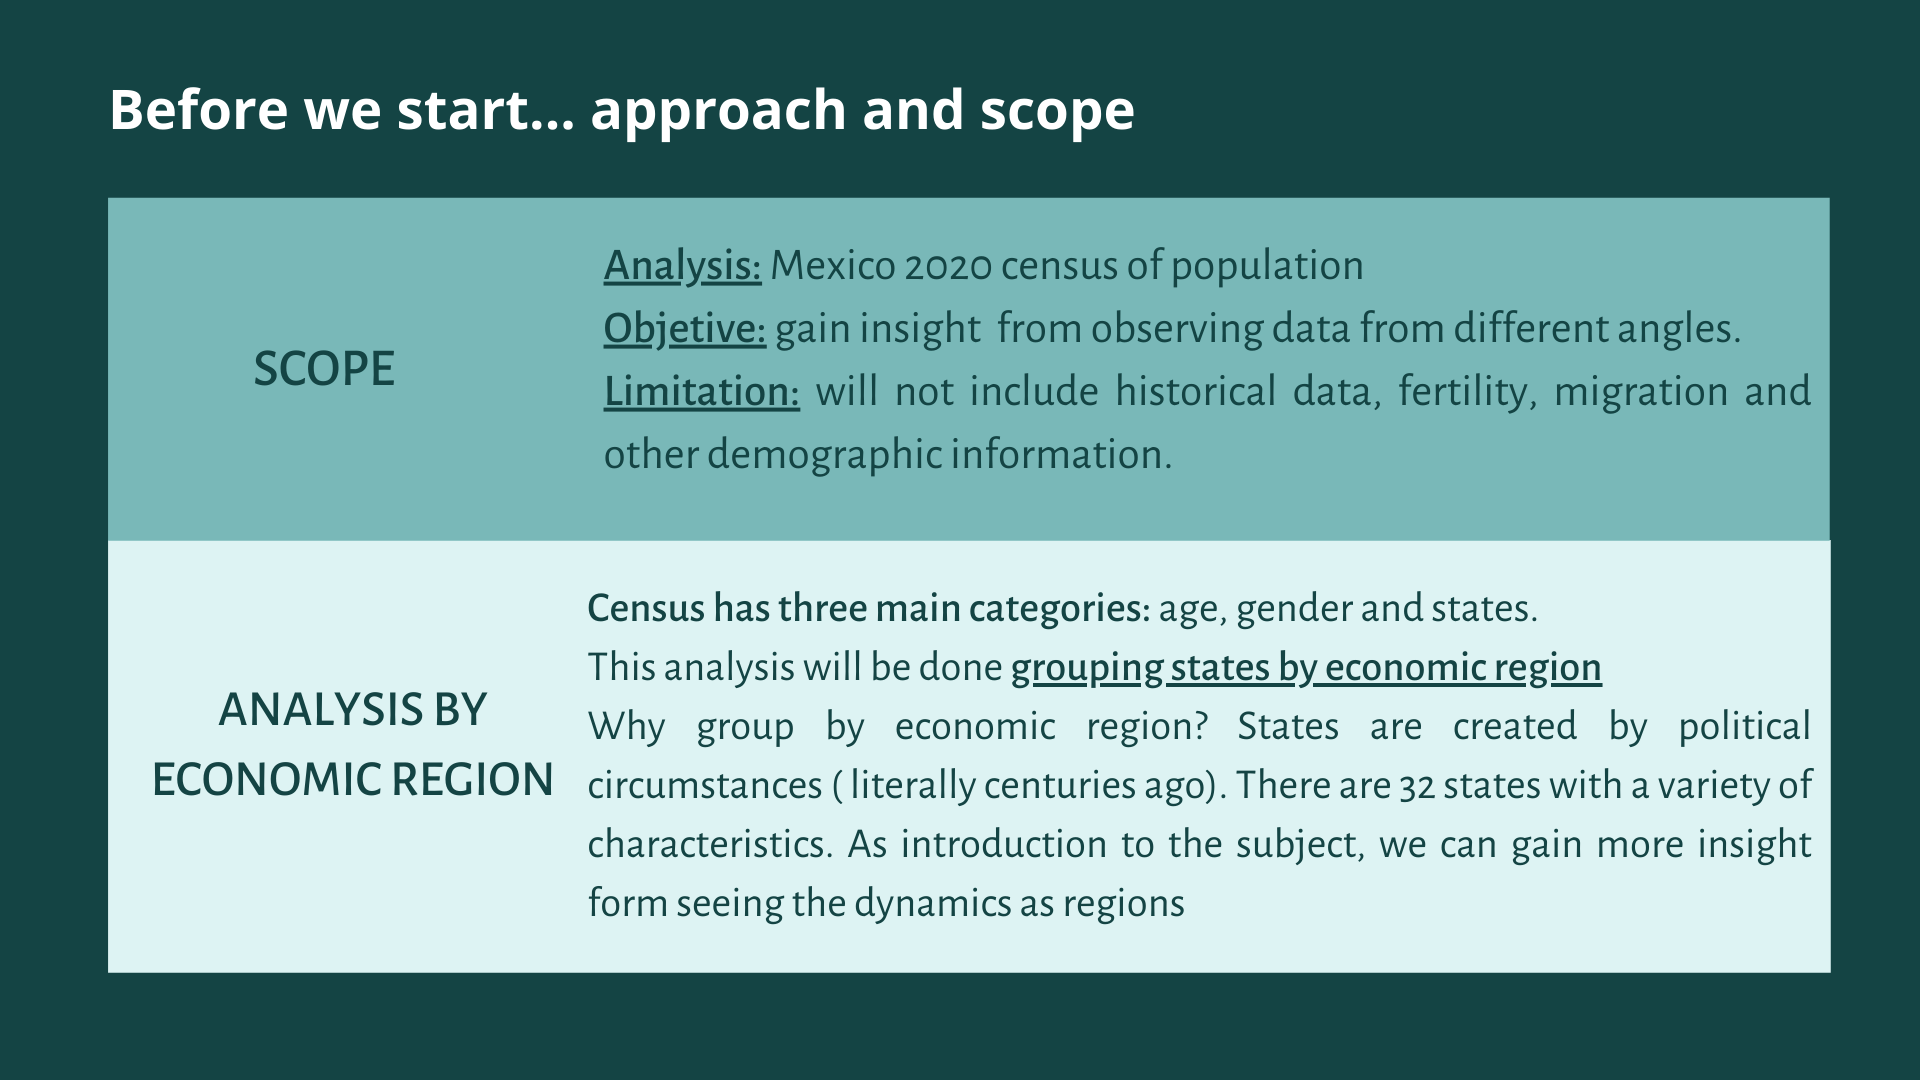 Before we start... approach and scope
SCOPE
Analysis: Mexico 2020 census of population
Objetive: gain insight  from observing data from different angles.
Limitation: will not include historical data, fertility, migration and
other demographic information.
ANALYSIS BY
ECONOMIC REGION
Census has three main categories: age, gender and states.
This analysis will be done grouping states by economic region
Why group by economic region? States are created by political
circumstances ( literally centuries ago). There are 32 states with a variety of
characteristics. As introduction to the subject, we can gain more insight
form seeing the dynamics as regions